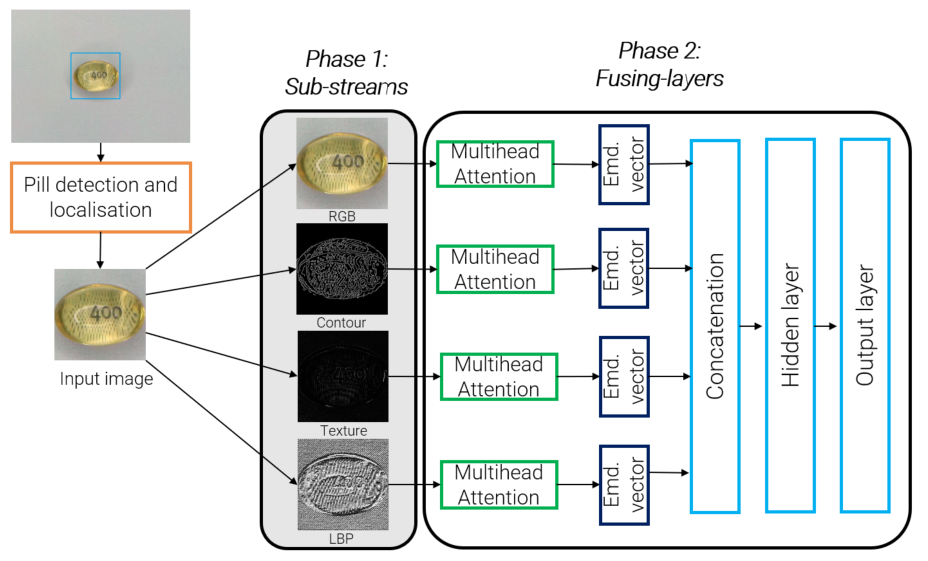 400
Pill detection and
localisation
400
Input image
Phase 1:
Sub-streams
400
RGB
Contour
Texture
LBP
Phase 2:
Fusing-layers
Multihead
Attention
Emd.
vector
Multihead
Attention
Emd.
vector
Multihead
Attention
Emd.
vector
Multihead
Attention
Emd.
vector
Concatenation
Hidden layer
Output layer